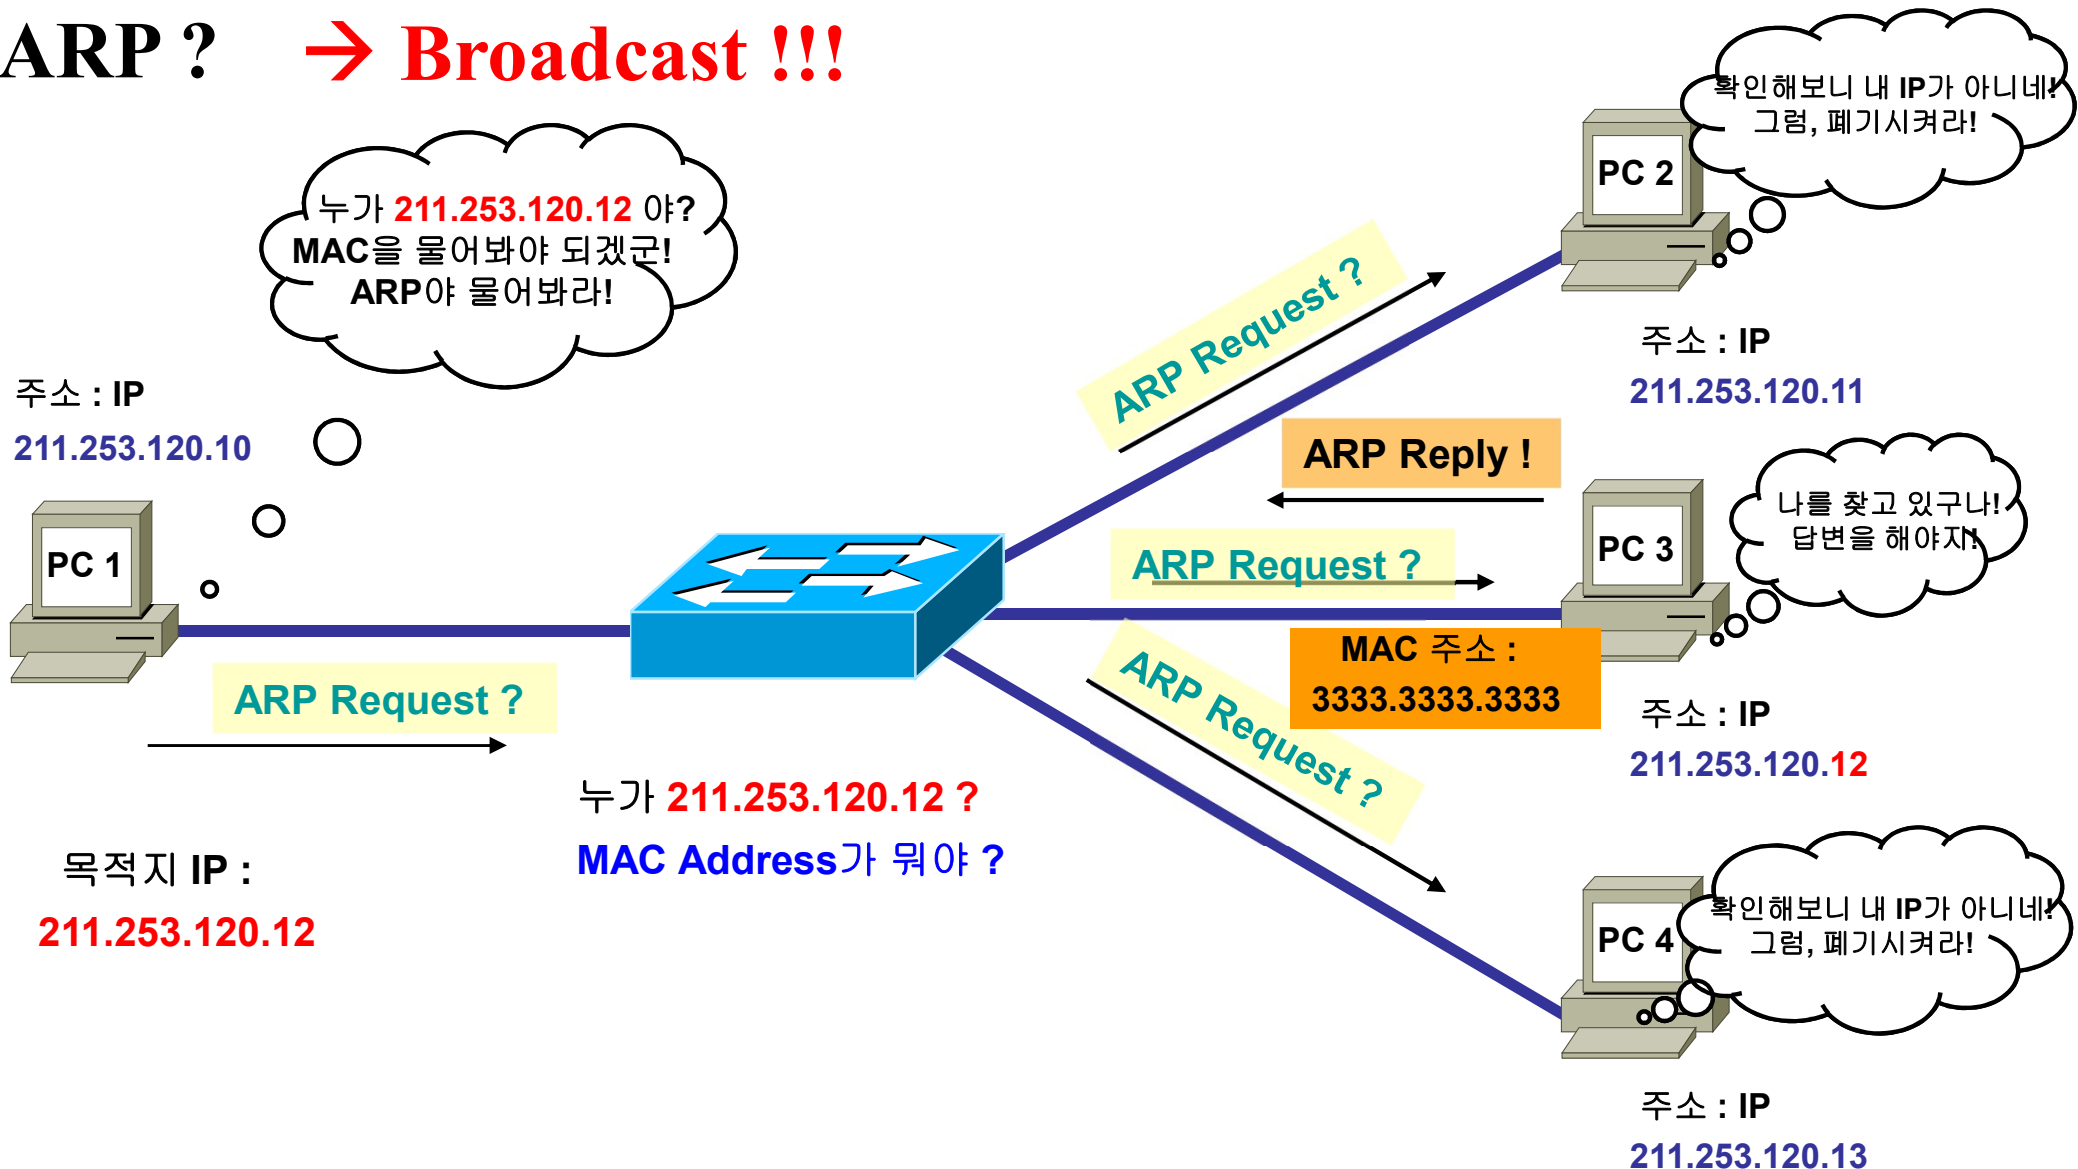 ARP ? → Broadcast !!!
누가 211.253.120.12 야?
MAC을 물어봐야 되겠군!
ARP야 물어봐라!
주소 : IP
211.253.120.10
PC 1
ARP Request ?
목적지 IP :
211.253.120.12
누가 211.253.120.12 ?
MAC Address가 뭐야 ?
ARP Request ?
확인해보니 내 IP가 아니네!
그럼, 폐기시켜라!
PC 2
주소 : IP
211.253.120.11
ARP Reply !
ARP Request ?
나를 찾고 있구나!
답변을 해야지!
PC 3
MAC 주소 :
3333.3333.3333
주소 : IP
211.253.120.12
ARP Request ?
확인해보니 내 IP가 아니네!
그럼, 폐기시켜라!
PC 4
주소 : IP
211.253.120.13